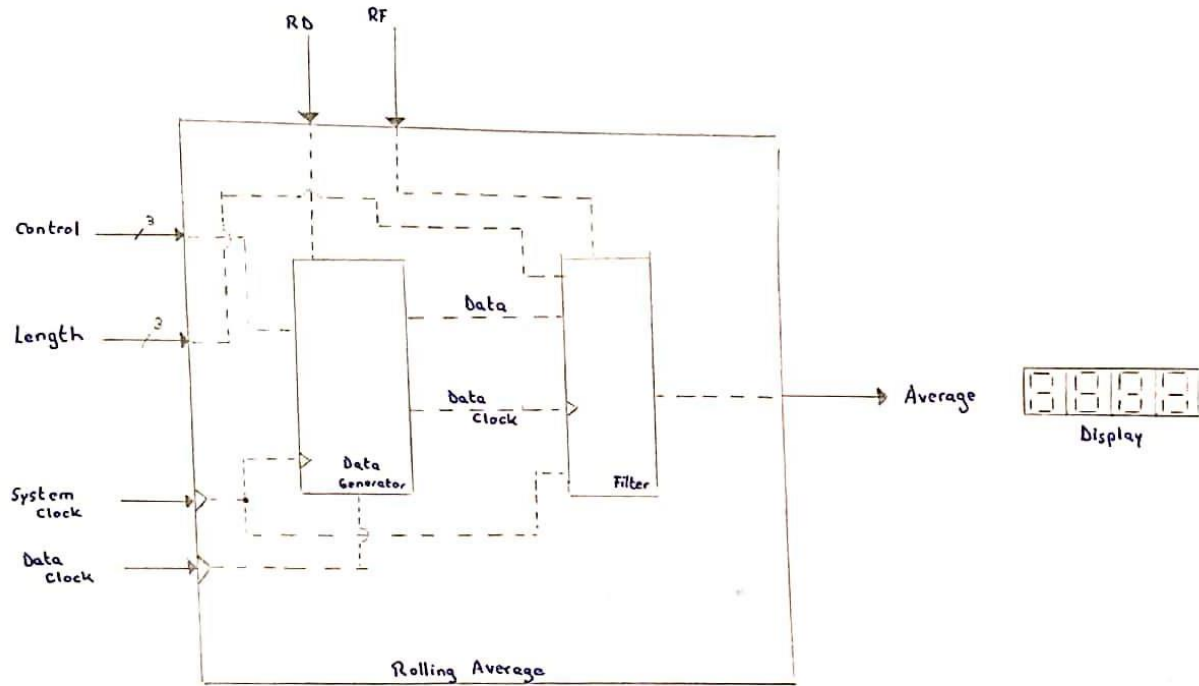 RD
RF
Control
3
Length
3
Data
Data
Clock
Average
Display
Data
Generator
Filter
System
Clock
Data
Clock
Rolling Average